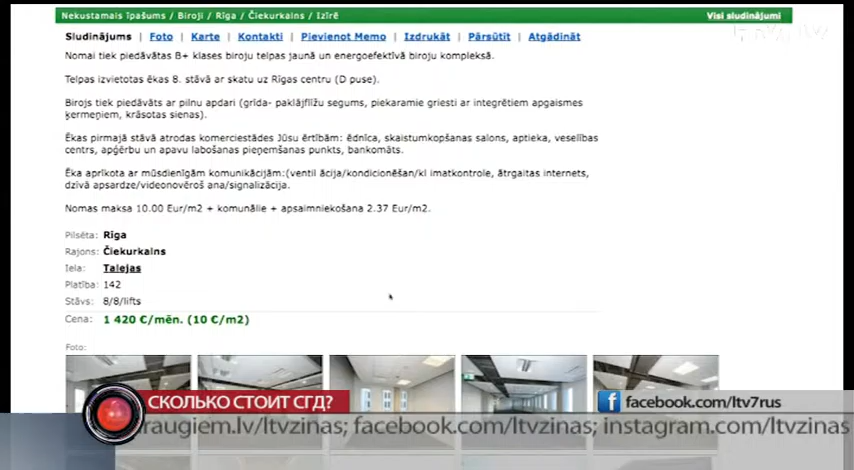 Nekustamais īpašums / Biroji / Rīga / Čiekurkalns / Izīrē
Visi sludinājumi
Sludinājums | Foto | Karte | Kontakti | Pievienot Memo | Izdrukāt | Pārsūtīt | Atgādināt
Nomai tiek piedāvātas B+ klases biroju telpas jaunā un energoefektīvā biroju kompleksā.
Telpas izvietotas ēkas 8. stāvā ar skatu uz Rīgas centru (D puse).
Birojs tiek piedāvāts ar pilnu apdari (grīda- paklājflīžu segums, piekaramie griesti ar integrētiem apgaismes
ķermeņiem, krāsotas sienas).
Ēkas pirmajā stāvā atrodas komerciestādes Jūsu ērtībām: ēdnīca, skaistumkopšanas salons, aptieka, veselības
centrs, apģērbu un apavu labošanas pieņemšanas punkts, bankomāts.
Ēka aprīkota ar mūsdienīgām komunikācijām:(ventil ācija/kondicionēšan/kl imatkontrole, ātrgaitas internets,
dzīvā apsardze/videonovēroš ana/signalizācija.
Nomas maksa 10.00 Eur/m2 + komunālie + apsaimniekošana 2.37 Eur/m2.
Pilsēta: Rīga
Rajons: Čiekurkalns
Iela: Talejas
Platība: 142
Stāvs: 8/8/lifts
Cena: 1 420 €/mēn. (10 €/m2)
Foto:
СКОЛЬКО СТОИТ СГД?
facebook.com/ltv7rus
raugiem.lv/ltvzinas; facebook.com/ltvzinas; instagram.com/ltvzinas